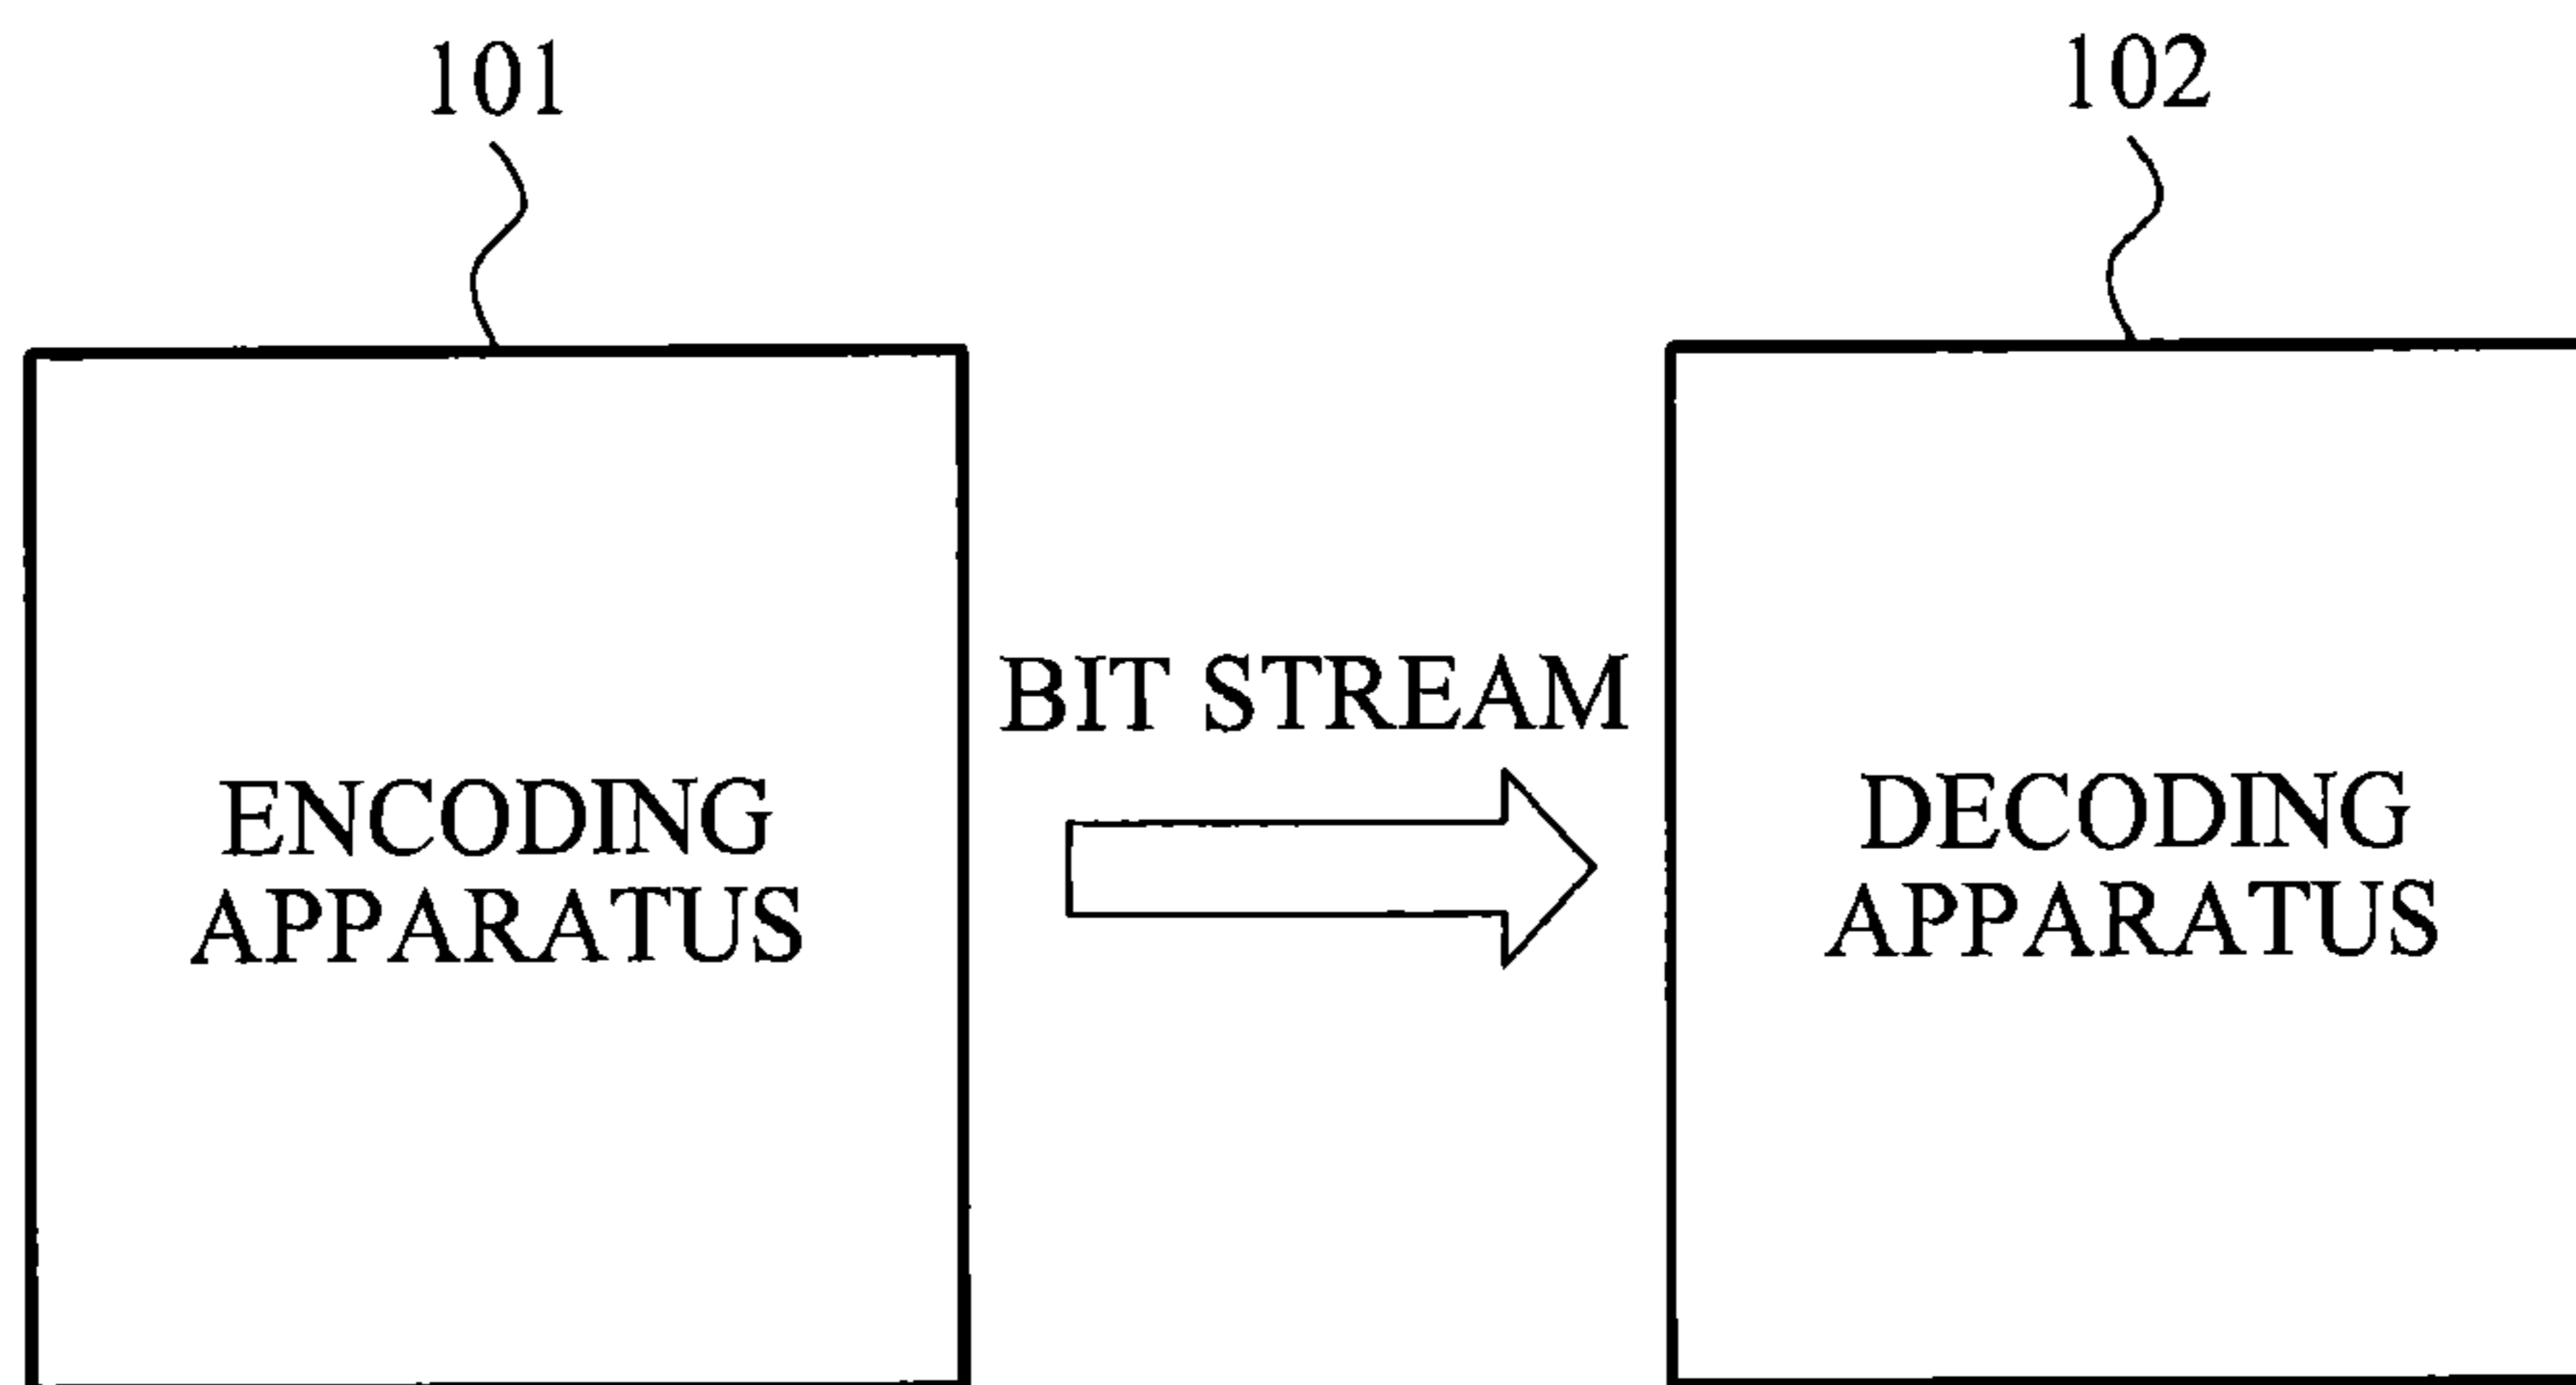 101
102
BIT STREAM
ENCODING
APPARATUS
DECODING
APPARATUS